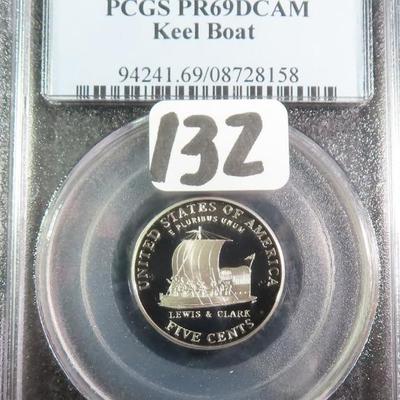 PCGS PR69DCAM
Keel Boat
94241.69/08728158
132
UNITED STATES OF AMERICA
E PLURIBUS UNUM
LEWIS & CLARK
FIVE CENTS